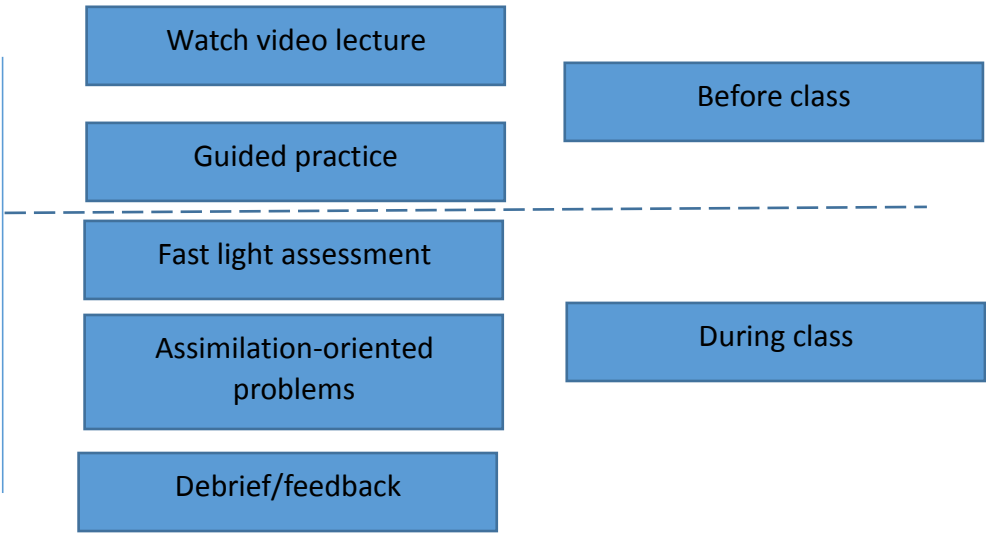 Watch video lecture
Before class
Guided practice
Fast light assessment
During class
Assimilation-oriented
problems
Debrief/feedback